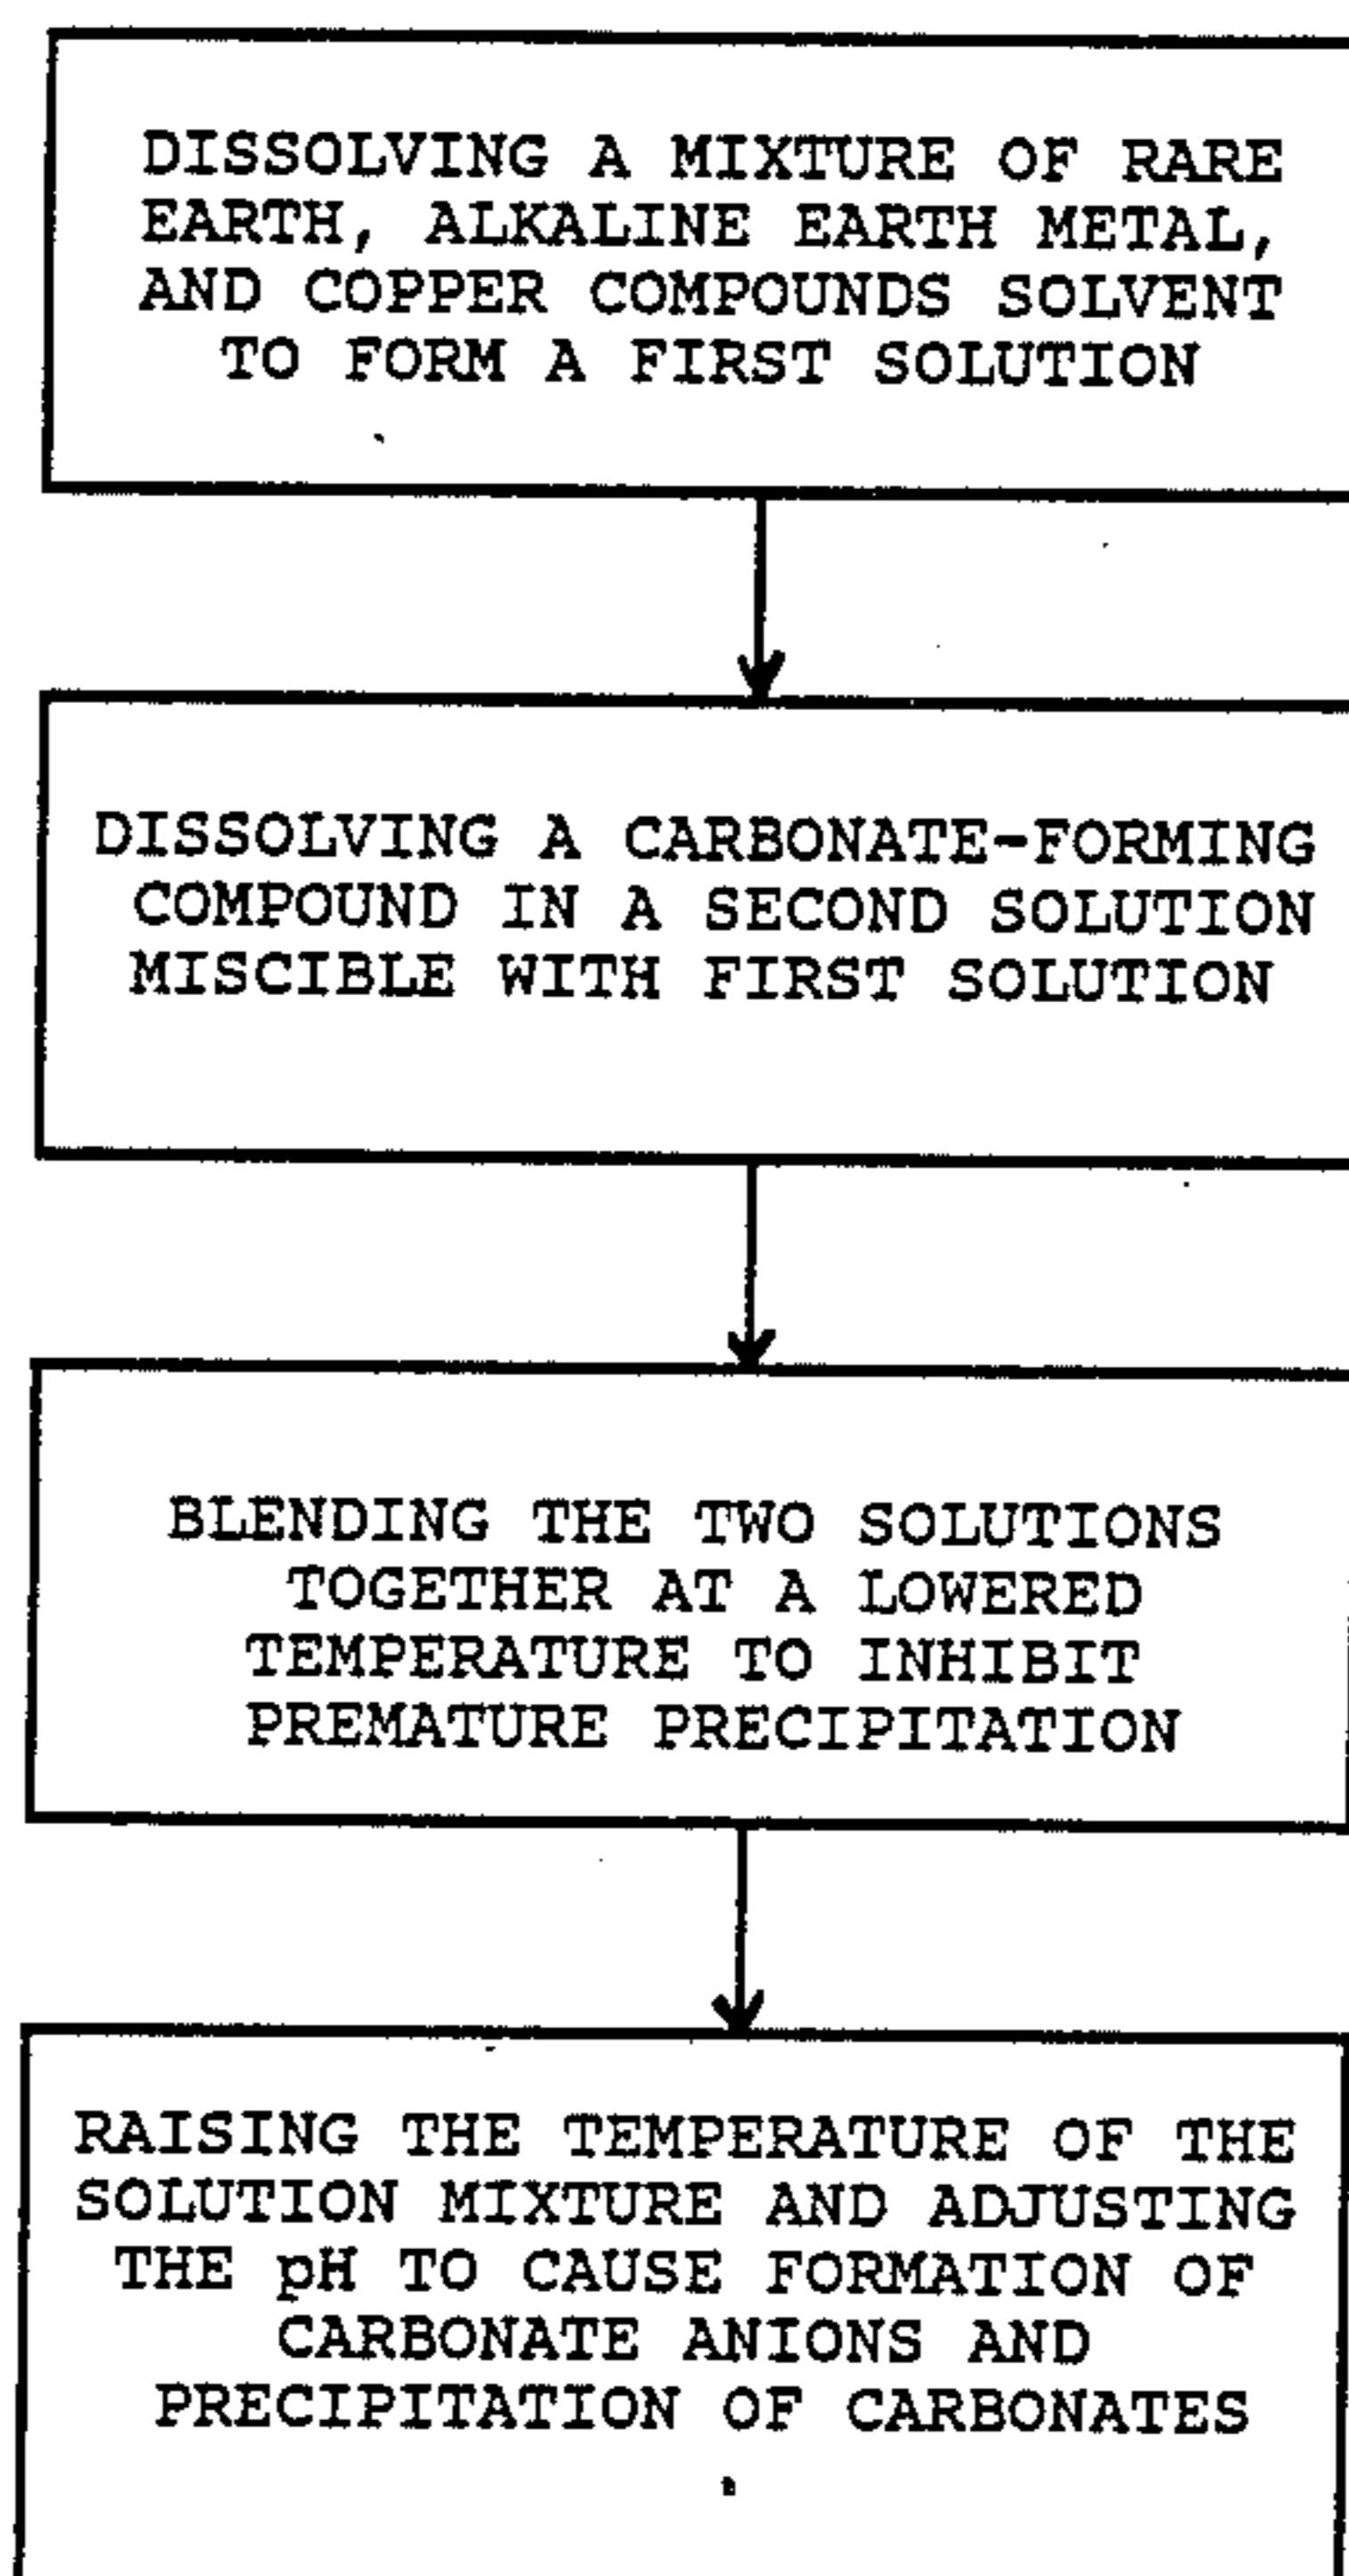 DISSOLVING A MIXTURE OF RARE
EARTH, ALKALINE EARTH METAL,
AND COPPER COMPOUNDS SOLVENT
TO FORM A FIRST SOLUTION
DISSOLVING A CARBONATE-FORMING
COMPOUND IN A SECOND SOLUTION
MISCIBLE WITH FIRST SOLUTION
BLENDING THE TWO SOLUTIONS
TOGETHER AT A LOWERED
TEMPERATURE TO INHIBIT
PREMATURE PRECIPITATION
RAISING THE TEMPERATURE OF THE
SOLUTION MIXTURE AND ADJUSTING
THE pH TO CAUSE FORMATION OF
CARBONATE ANIONS AND
PRECIPITATION OF CARBONATES